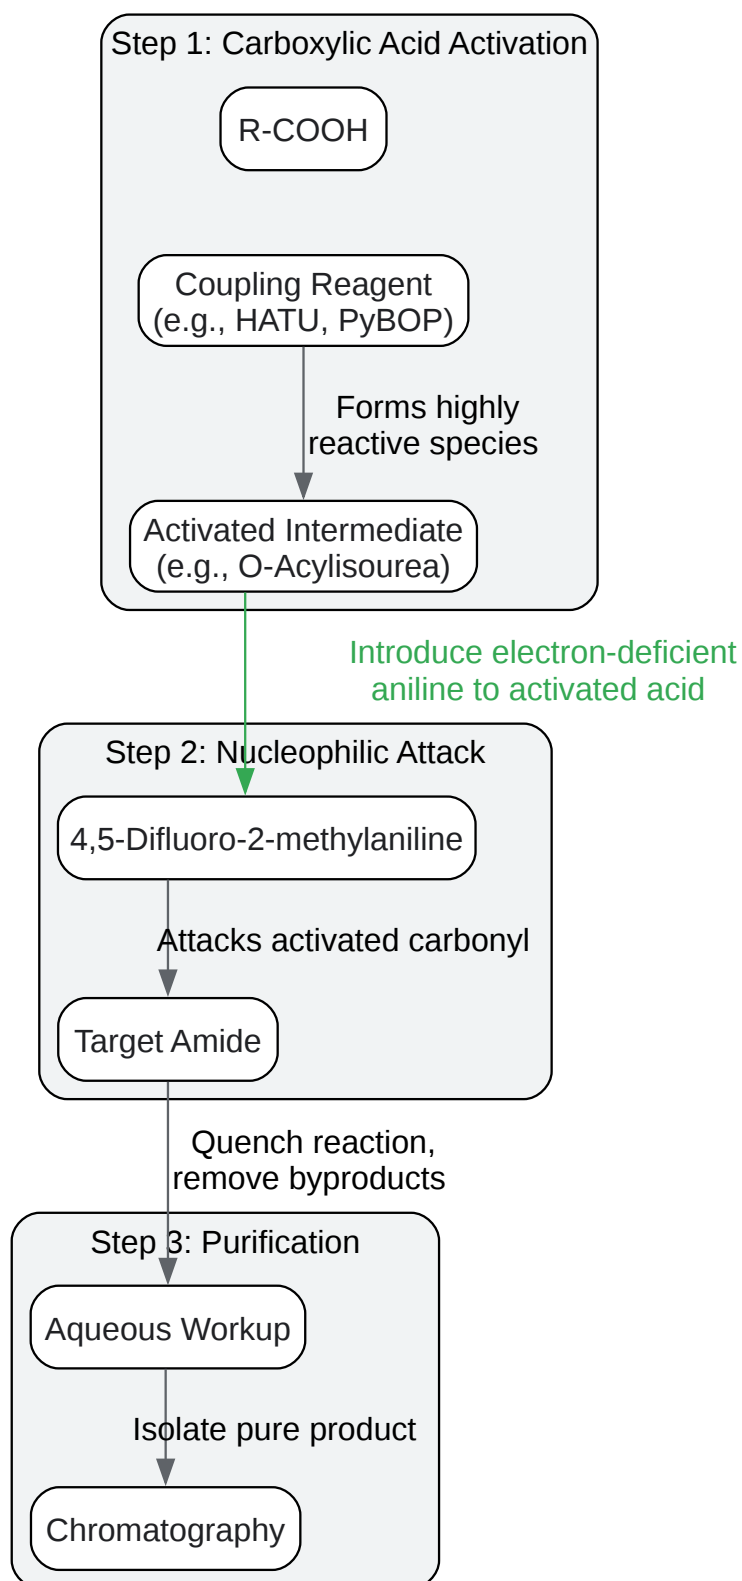 Step 1: Carboxylic Acid Activation
R-COOH
Coupling Reagent
(e.g., HATU, PyBOP)
Forms highly
reactive species
Activated Intermediate
(e.g., O-Acylisourea)
Introduce electron-deficient
aniline to activated acid
Step 2: Nucleophilic Attack
4,5-Difluoro-2-methylaniline
Attacks activated carbonyl
Target Amide
Quench reaction,
remove byproducts
Step 3: Purification
Aqueous Workup
Isolate pure product
Chromatography